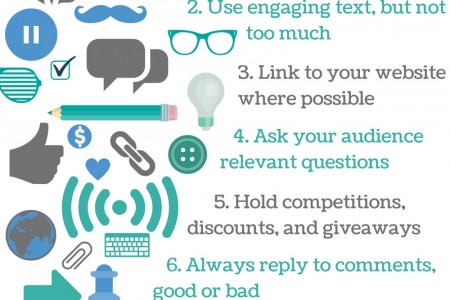 2. Use engaging text, but not
too much
3. Link to your website
where possible
4. Ask your audience
relevant questions
5. Hold competitions,
discounts, and giveaways
6. Always reply to comments,
good or bad
$